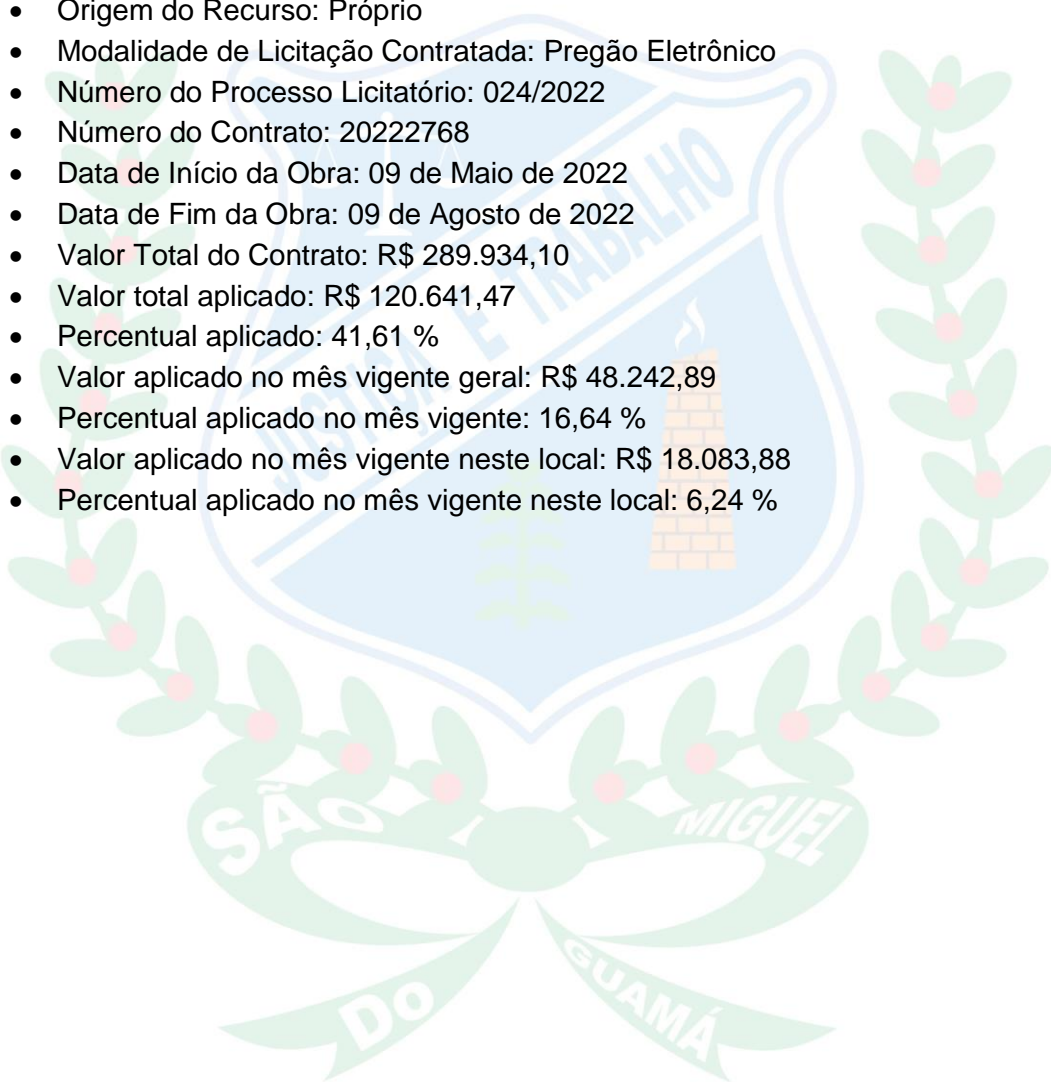 • Origem do Recurso: Próprio
• Modalidade de Licitação Contratada: Pregão Eletrônico
• Número do Processo Licitatório: 024/2022
• Número do Contrato: 20222768
• Data de Início da Obra: 09 de Maio de 2022
• Data de Fim da Obra: 09 de Agosto de 2022
• Valor Total do Contrato: R$ 289.934,10
• Valor total aplicado: R$ 120.641,47
• Percentual aplicado: 41,61 %
• Valor aplicado no mês vigente geral: R$ 48.242,89
• Percentual aplicado no mês vigente: 16,64 %
• Valor aplicado no mês vigente neste local: R$ 18.083,88
• Percentual aplicado no mês vigente neste local: 6,24 %
JUSTIÇA E TRABALHO
SÃO MIGUEL
DO GUAMÁ